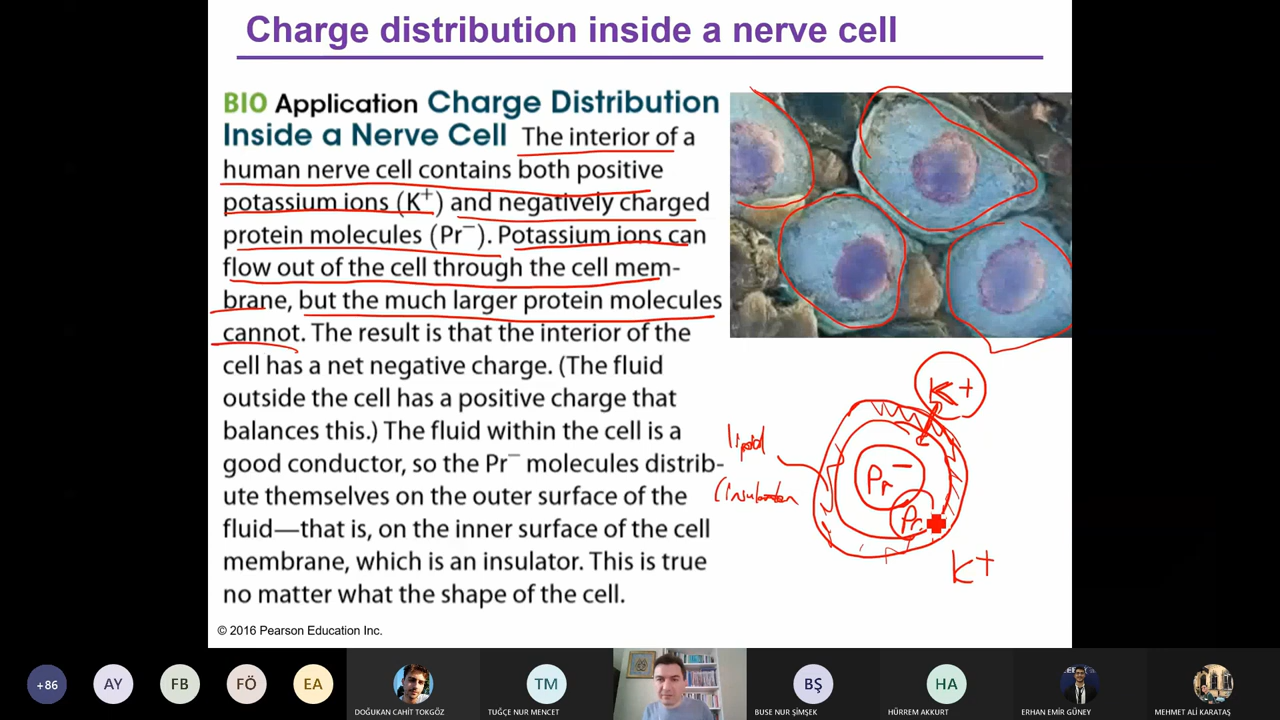 Charge distribution inside a nerve cell
BIO Application Charge Distribution
Inside a Nerve Cell The interior of a
human nerve cell contains both positive
potassium ions (K⁺) and negatively charged
protein molecules (Pr⁻). Potassium ions can
flow out of the cell through the cell mem-
brane, but the much larger protein molecules
cannot. The result is that the interior of the
cell has a net negative charge. (The fluid
outside the cell has a positive charge that
balances this.) The fluid within the cell is a
good conductor, so the Pr⁻ molecules distrib-
ute themselves on the outer surface of the
fluid—that is, on the inner surface of the cell
membrane, which is an insulator. This is true
no matter what the shape of the cell.
K+
lipid
Pr⁻
Pr
K+
© 2016 Pearson Education Inc.
+86
AY
FB
FÖ
EA
DOĞUKAN CAHİT TOKGÖZ
TM
TUĞÇE NUR MENCET
BŞ
BUSE NUR ŞİMŞEK
HA
HÜRREM AKKURT
ERHAN EMİR GÜNEY
MEHMET ALİ KARATAŞ